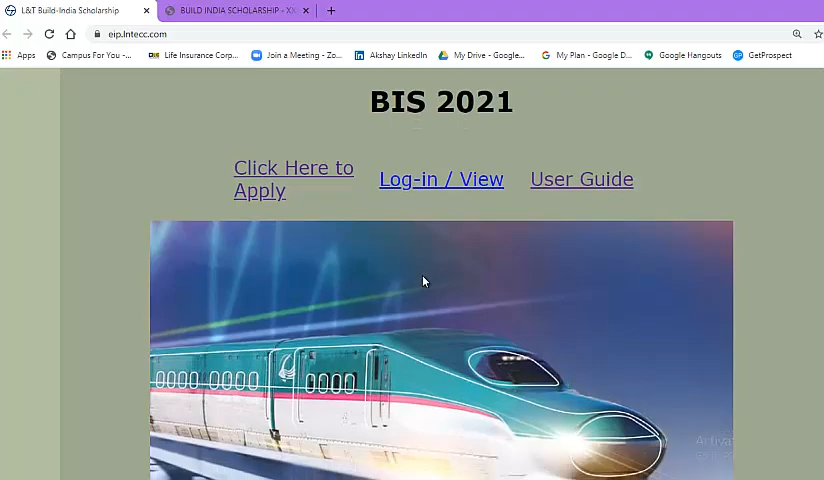 L&T Build-India Scholarship
BUILD INDIA SCHOLARSHIP - XX
eip.lntecc.com
Apps
Campus For You -...
Life Insurance Corp...
Join a Meeting - Zo...
Akshay LinkedIn
My Drive - Google...
My Plan - Google D...
Google Hangouts
GetProspect
BIS 2021
Click Here to
Apply
Log-in / View
User Guide